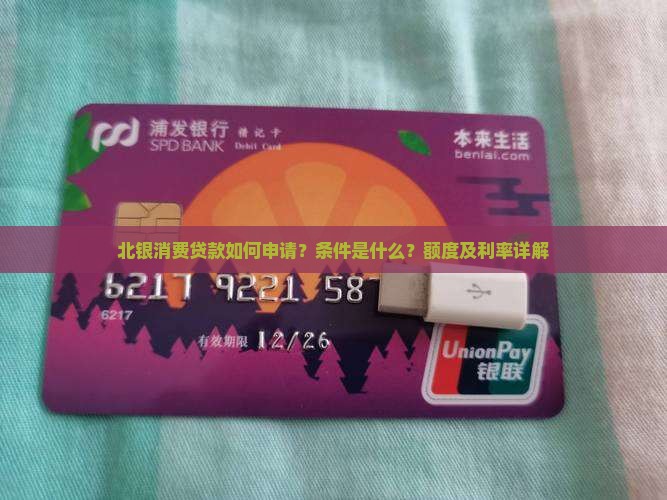 浦发银行 借记卡
SPD BANK Debit Card
本来生活
benlai.com
北银消费贷款如何申请？条件是什么？额度及利率详解
6217 9221 58
6217
有效期限 12/26
UnionPay
银联